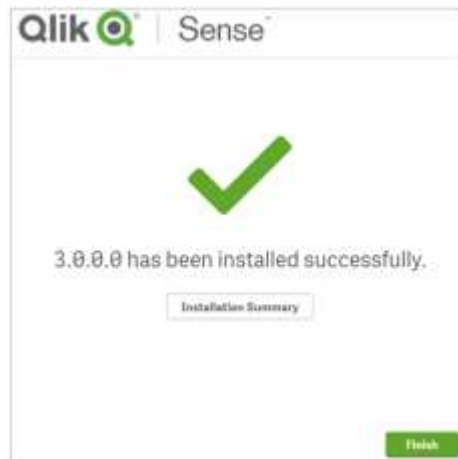 Qlik Sense
3.0.0.0 has been installed successfully.
Installation Summary
Finish